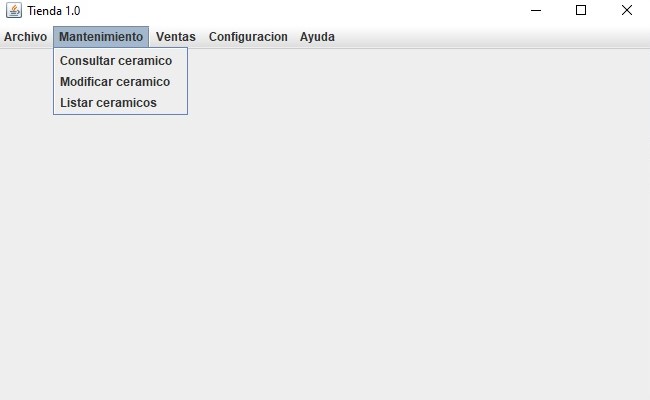 Tienda 1.0
Archivo Mantenimiento Ventas Configuracion Ayuda
Consultar ceramico
Modificar ceramico
Listar ceramicos